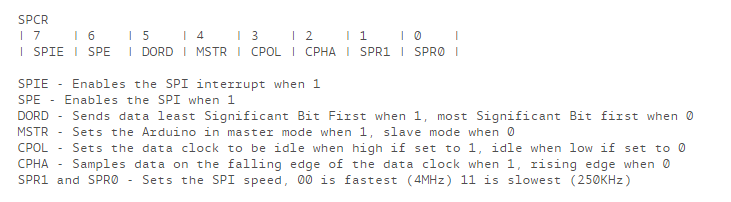 SPCR
| 7    | 6    | 5    | 4    | 3    | 2    | 1    | 0    |
| SPIE | SPE  | DORD | MSTR | CPOL | CPHA | SPR1 | SPR0 |
SPIE - Enables the SPI interrupt when 1
SPE - Enables the SPI when 1
DORD - Sends data least Significant Bit First when 1, most Significant Bit first when 0
MSTR - Sets the Arduino in master mode when 1, slave mode when 0
CPOL - Sets the data clock to be idle when high if set to 1, idle when low if set to 0
CPHA - Samples data on the falling edge of the data clock when 1, rising edge when 0
SPR1 and SPR0 - Sets the SPI speed, 00 is fastest (4MHz) 11 is slowest (250KHz)